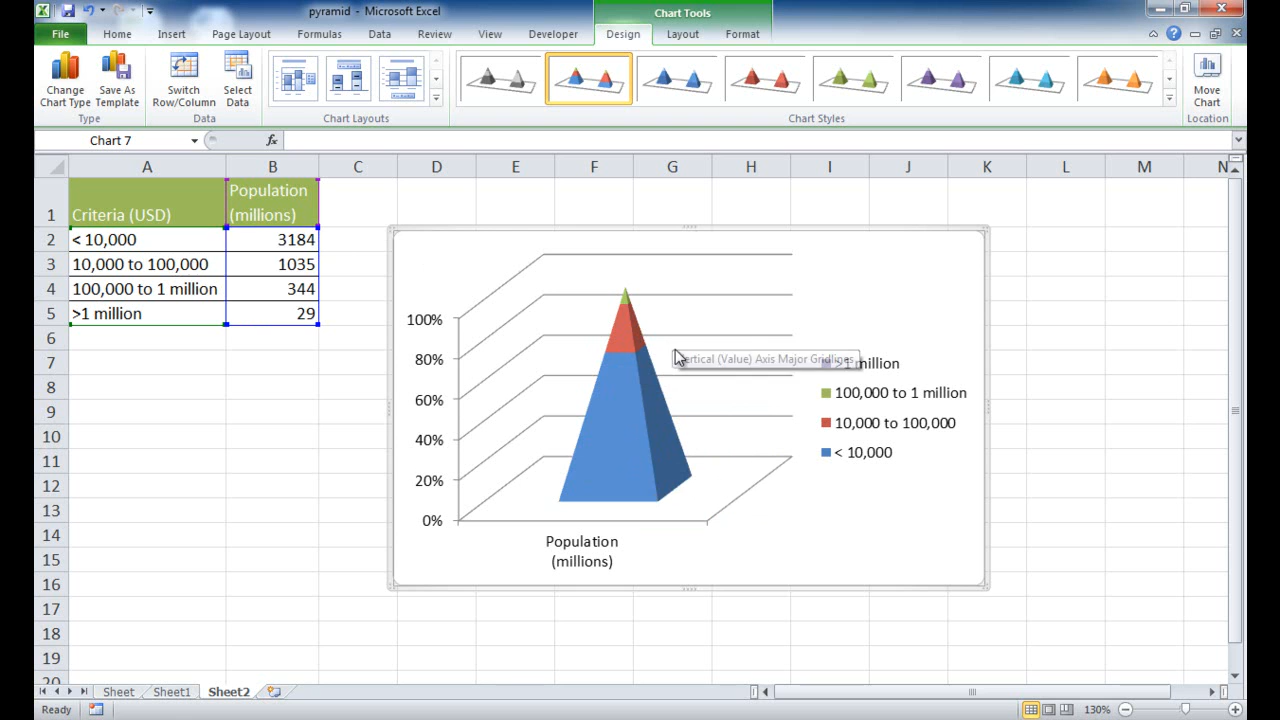 pyramid - Microsoft Excel
Chart Tools
File Home Insert Page Layout Formulas Data Review View Developer Design Layout Format
Change
Chart Type
Save As
Template
Switch
Row/Column
Select
Data
Move
Chart
Type Data Chart Layouts Chart Styles Location
Chart 7 fx
A B C D E F G H I J K L M N
1 Criteria (USD) Population
(millions)
2 < 10,000 3184
3 10,000 to 100,000 1035
4 100,000 to 1 million 344
5 >1 million 29
6
7
8
9
10
11
12
13
14
15
16
17
18
19
20
100%
80%
60%
40%
20%
0%
Population
(millions)
Vertical (Value) Axis Major Gridlines
>1 million
100,000 to 1 million
10,000 to 100,000
< 10,000
Sheet Sheet1 Sheet2
Ready 130%